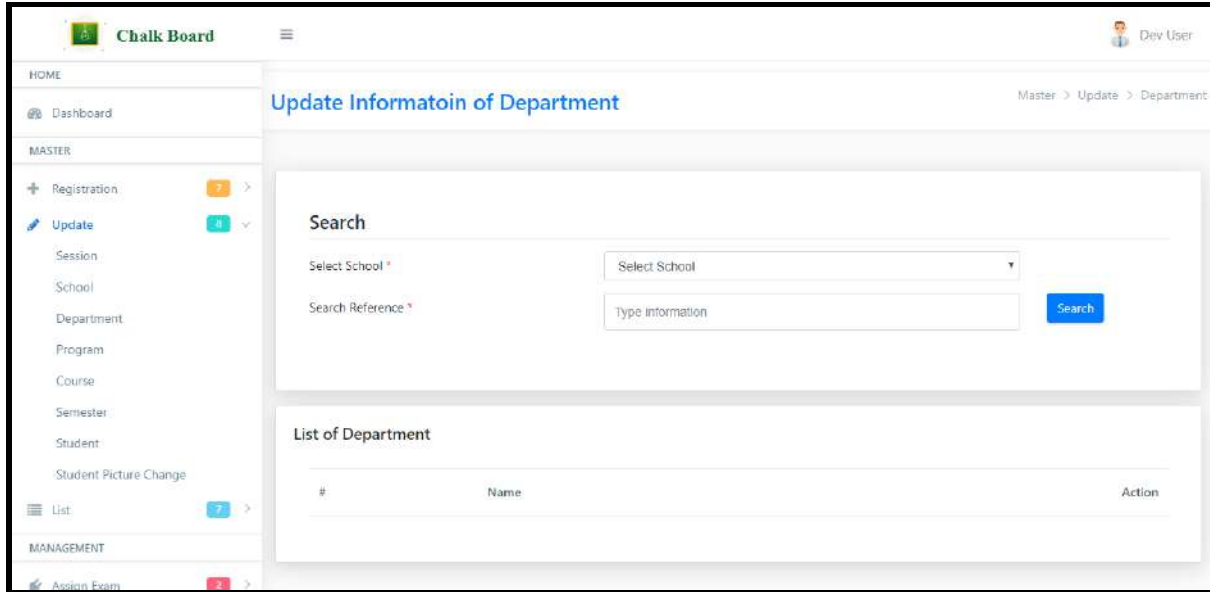 Chalk Board
Dev User
HOME
Dashboard
MASTER
Registration 7 >
Update 8
Session
School
Department
Program
Course
Semester
Student
Student Picture Change
List 7 >
MANAGEMENT
Assign Exam 2 >
Update Informatoin of Department
Master > Update > Department
Search
Select School *
Select School
Search Reference *
Type information
Search
List of Department
# Name Action